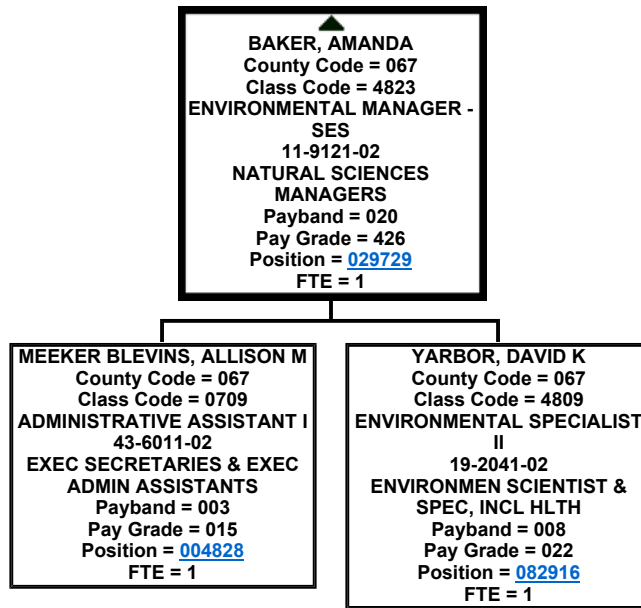 BAKER, AMANDA
County Code = 067
Class Code = 4823
ENVIRONMENTAL MANAGER -
SES
11-9121-02
NATURAL SCIENCES
MANAGERS
Payband = 020
Pay Grade = 426
Position = 029729
FTE = 1
MEEKER BLEVINS, ALLISON M
County Code = 067
Class Code = 0709
ADMINISTRATIVE ASSISTANT I
43-6011-02
EXEC SECRETARIES & EXEC
ADMIN ASSISTANTS
Payband = 003
Pay Grade = 015
Position = 004828
FTE = 1
YARBOR, DAVID K
County Code = 067
Class Code = 4809
ENVIRONMENTAL SPECIALIST
II
19-2041-02
ENVIRONMEN SCIENTIST &
SPEC, INCL HLTH
Payband = 008
Pay Grade = 022
Position = 082916
FTE = 1